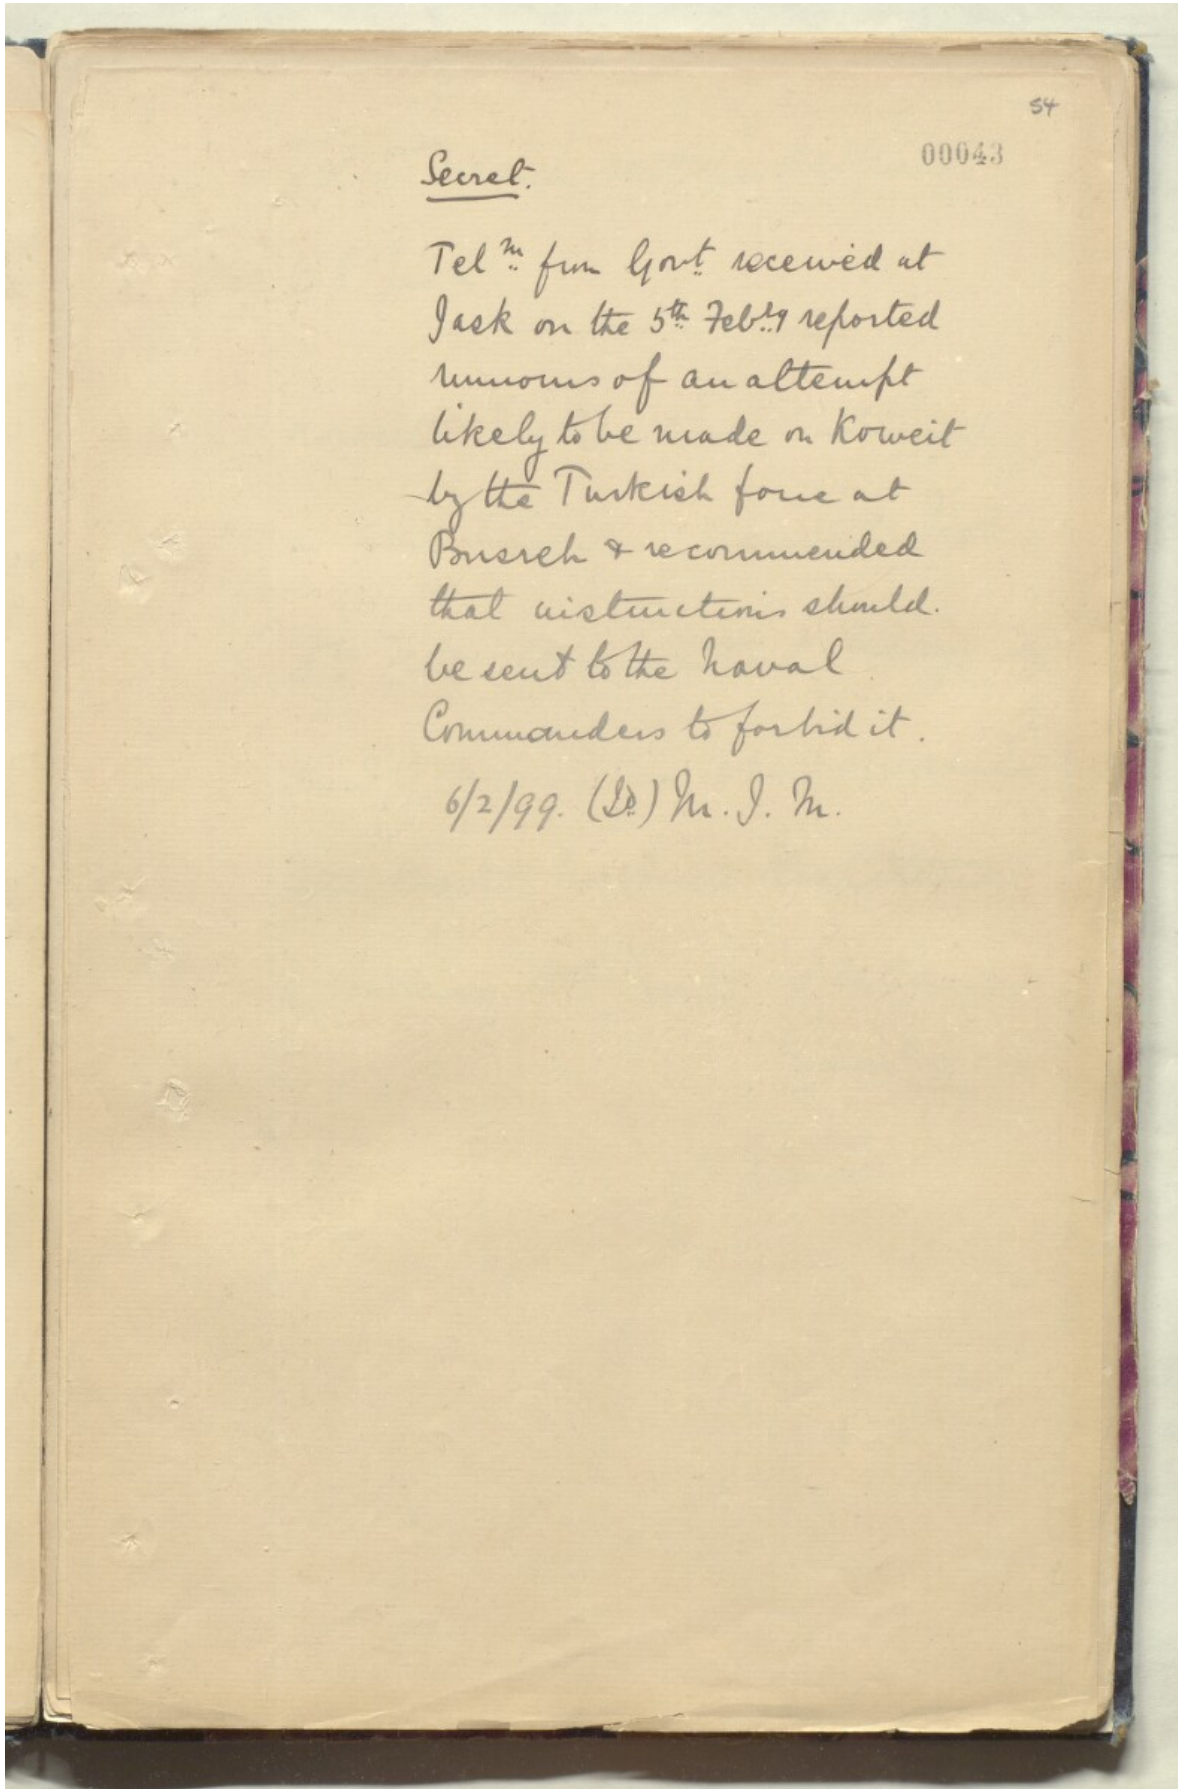 54
00043
Secret.
Telm from Govt. received at
Jask on the 5th Febry reported
rumours of an attempt
likely to be made on Koweit
by the Turkish force at
Busreh & recommended
that instructions should
be sent to the Naval
Commanders to forbid it.
6/2/99. (Sd.) M. J. M.